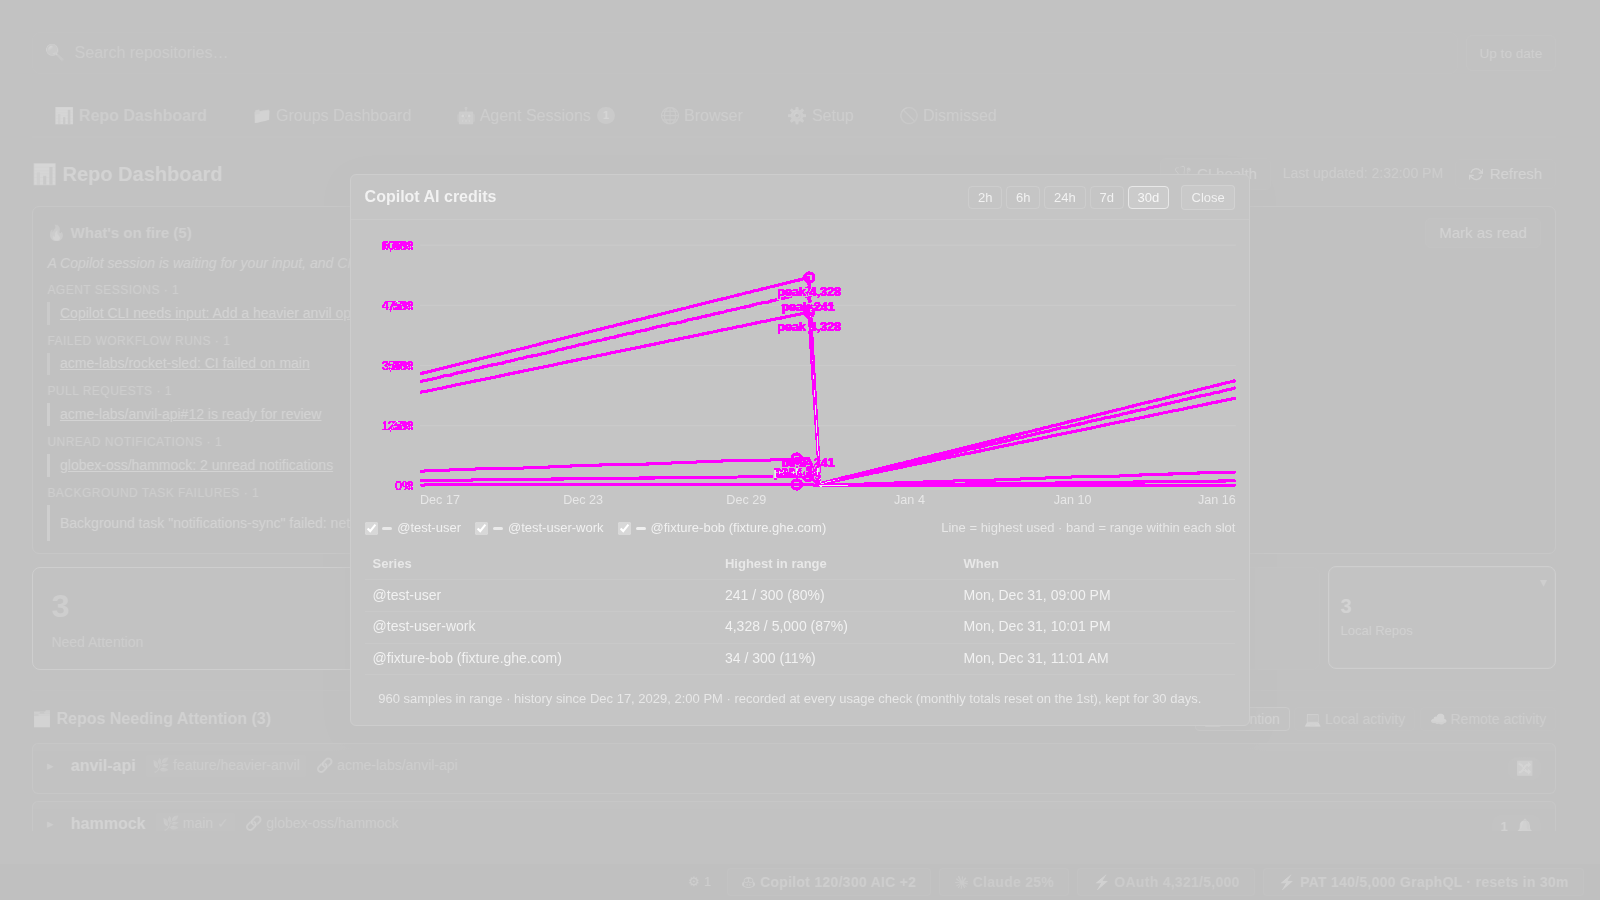 Search repositories...
Up to date
Repo Dashboard
Groups Dashboard
Agent Sessions 1
Browser
Setup
Dismissed
Repo Dashboard
CI health
Last updated: 2:32:00 PM
Refresh
What's on fire (5)
Mark as read
A Copilot session is waiting for your input, and CI
AGENT SESSIONS · 1
Copilot CLI needs input: Add a heavier anvil op
FAILED WORKFLOW RUNS · 1
acme-labs/rocket-sled: CI failed on main
PULL REQUESTS · 1
acme-labs/anvil-api#12 is ready for review
UNREAD NOTIFICATIONS · 1
globex-oss/hammock: 2 unread notifications
BACKGROUND TASK FAILURES · 1
Background task "notifications-sync" failed: net
3
Need Attention
3
Local Repos
Copilot AI credits
2h 6h 24h 7d 30d Close
peak 4,328
peak 241
peak 4,328
0%
Dec 17 Dec 23 Dec 29 Jan 4 Jan 10 Jan 16
@test-user @test-user-work @fixture-bob (fixture.ghe.com)
Line = highest used · band = range within each slot
Series Highest in range When
@test-user 241 / 300 (80%) Mon, Dec 31, 09:00 PM
@test-user-work 4,328 / 5,000 (87%) Mon, Dec 31, 10:01 PM
@fixture-bob (fixture.ghe.com) 34 / 300 (11%) Mon, Dec 31, 11:01 AM
960 samples in range · history since Dec 17, 2029, 2:00 PM · recorded at every usage check (monthly totals reset on the 1st), kept for 30 days.
Repos Needing Attention (3)
Local activity
Remote activity
anvil-api feature/heavier-anvil acme-labs/anvil-api
hammock main ✓ globex-oss/hammock
1
1
Copilot 120/300 AIC +2
Claude 25%
OAuth 4,321/5,000
PAT 140/5,000 GraphQL · resets in 30m